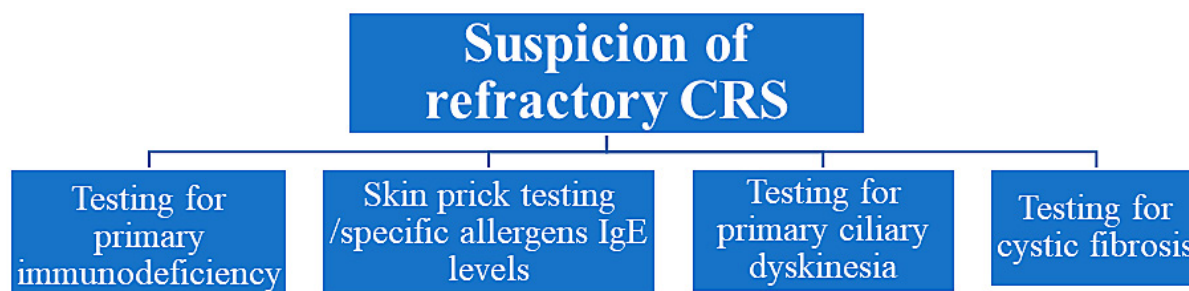 Suspicion of
refractory CRS
Testing for
primary
immunodeficiency
Skin prick testing
/specific allergens IgE
levels
Testing for
primary ciliary
dyskinesia
Testing for
cystic fibrosis